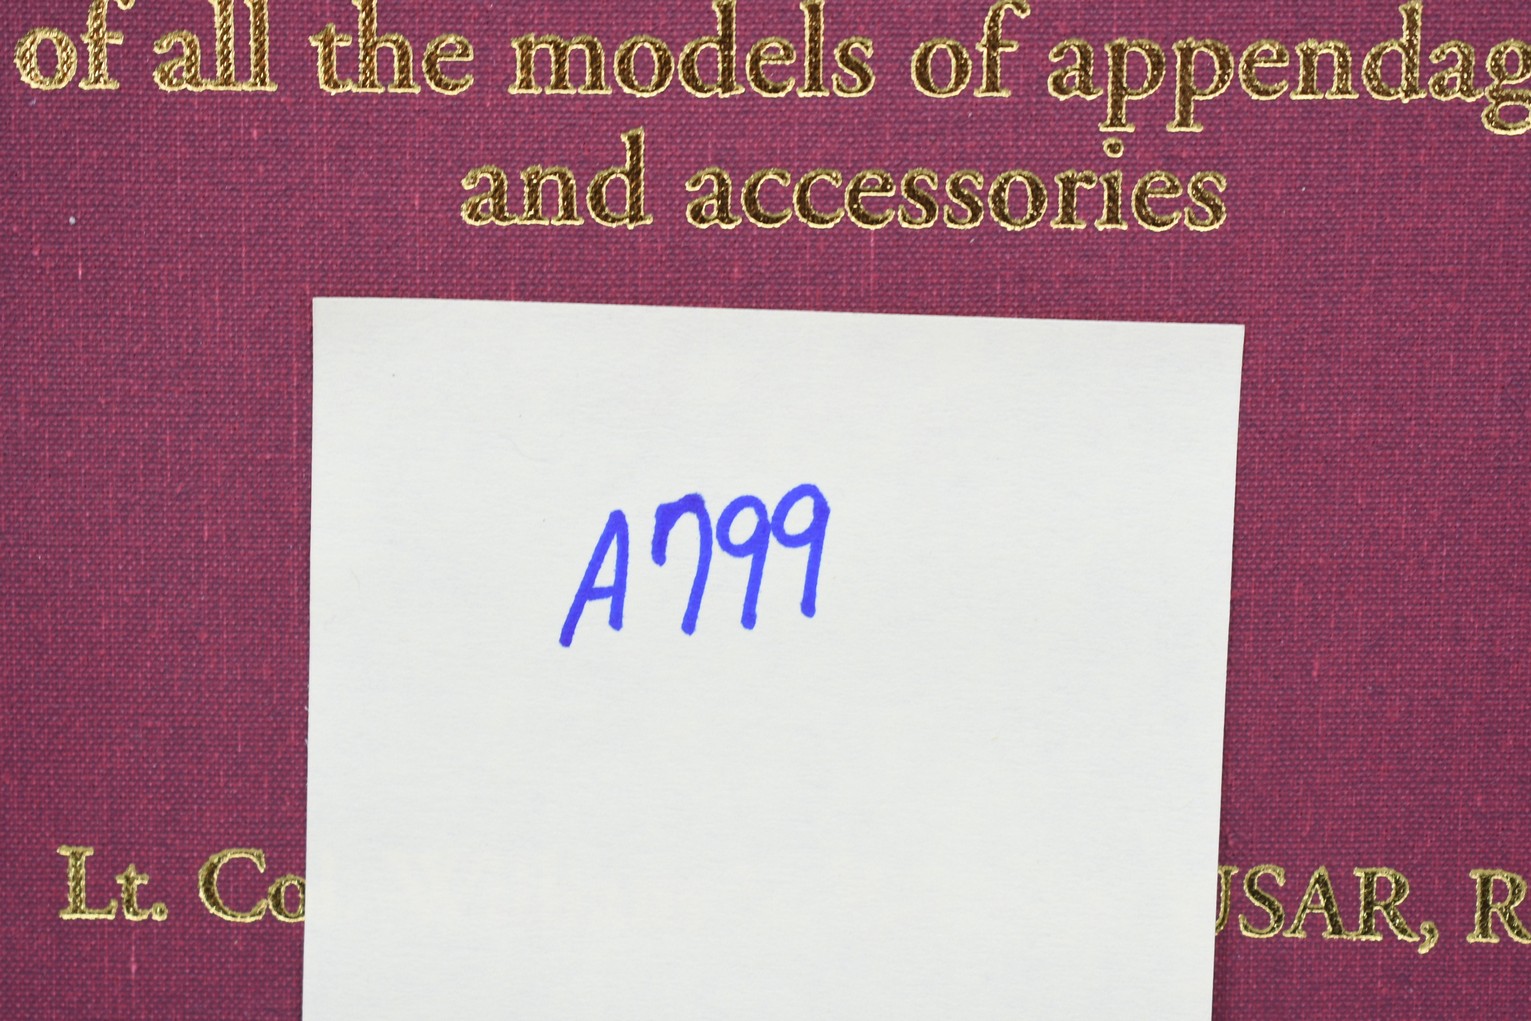 of all the models of appendag
and accessories
A799
Lt. Co USAR, R